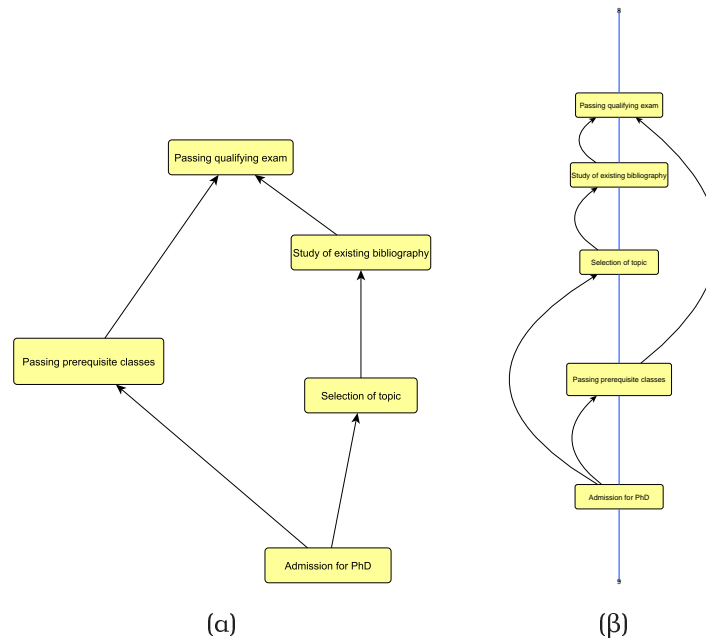 Passing qualifying exam
Study of existing bibliography
Passing prerequisite classes
Selection of topic
Admission for PhD
(α)
Passing qualifying exam
Study of existing bibliography
Selection of topic
Passing prerequisite classes
Admission for PhD
(β)